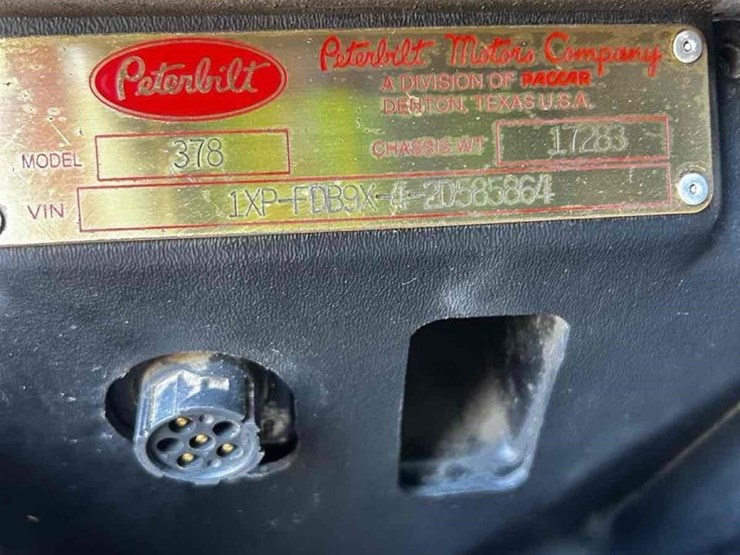 Peterbilt
Peterbilt Motors Company
A DIVISION OF PACCAR
DENTON, TEXAS U.S.A.
MODEL 378 CHASSIS WT 17283
VIN 1XP-FDB9X-4-2D585864